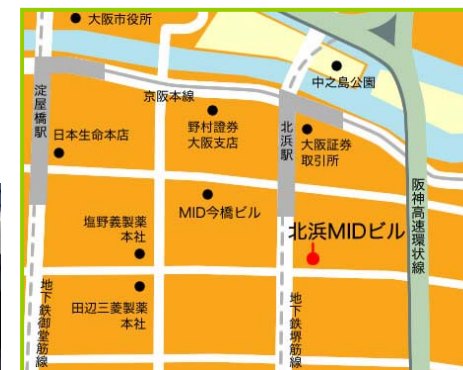 大阪市役所
中之島公園
淀屋橋駅
京阪本線
野村證券
大阪支店
北浜駅
大阪証券
取引所
日本生命本店
MID今橋ビル
阪神高速環状線
塩野義製薬
本社
北浜MIDビル
田辺三菱製薬
本社
地下鉄御堂筋線
地下鉄堺筋線